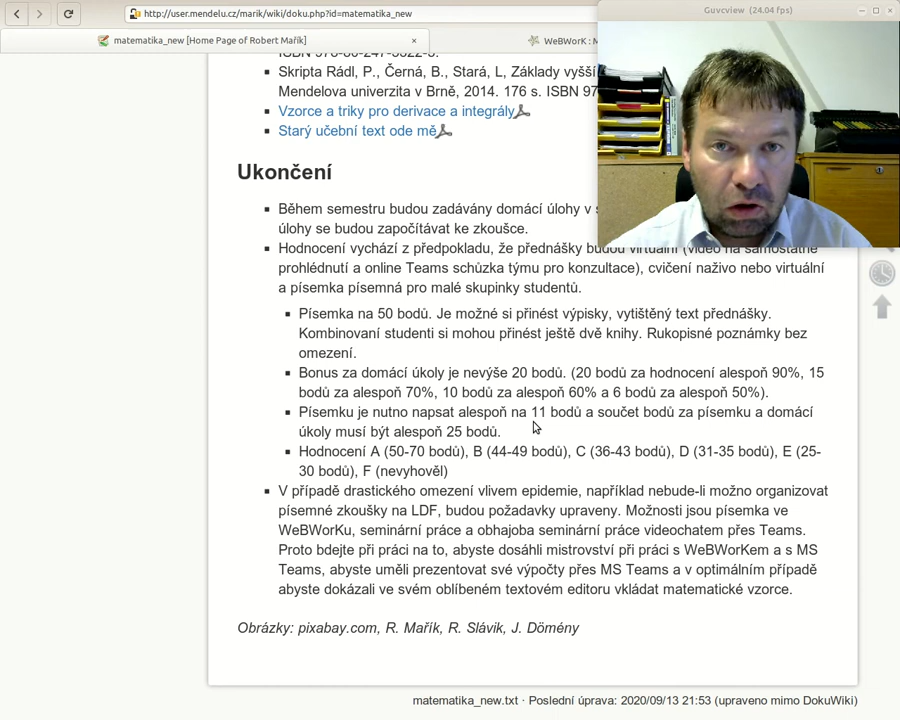 Guvcview (24.04 fps)
http://user.mendelu.cz/marik/wiki/doku.php?id=matematika_new
matematika_new [Home Page of Robert Mařík] ×
WeBWorK : M
ISBN 978-80-247-3322-3.
Skripta Rádl, P., Černá, B., Stará, L, Základy vyšší
Mendelova univerzita v Brně, 2014. 176 s. ISBN 97
Vzorce a triky pro derivace a integrály
Starý učební text ode mě
Ukončení
Během semestru budou zadávány domácí úlohy v s
úlohy se budou započítávat ke zkoušce.
Hodnocení vychází z předpokladu, že přednášky budou virtuální (video na samostatné
prohlédnutí a online Teams schůzka týmu pro konzultace), cvičení naživo nebo virtuální
a písemka písemná pro malé skupinky studentů.
Písemka na 50 bodů. Je možné si přinést výpisky, vytištěný text přednášky.
Kombinovaní studenti si mohou přinést ještě dvě knihy. Rukopisné poznámky bez
omezení.
Bonus za domácí úkoly je nevýše 20 bodů. (20 bodů za hodnocení alespoň 90%, 15
bodů za alespoň 70%, 10 bodů za alespoň 60% a 6 bodů za alespoň 50%).
Písemku je nutno napsat alespoň na 11 bodů a součet bodů za písemku a domácí
úkoly musí být alespoň 25 bodů.
Hodnocení A (50-70 bodů), B (44-49 bodů), C (36-43 bodů), D (31-35 bodů), E (25-
30 bodů), F (nevyhověl)
V případě drastického omezení vlivem epidemie, například nebude-li možno organizovat
písemné zkoušky na LDF, budou požadavky upraveny. Možnosti jsou písemka ve
WeBWorKu, seminární práce a obhajoba seminární práce videochatem přes Teams.
Proto bdejte při práci na to, abyste dosáhli mistrovství při práci s WeBWorKem a s MS
Teams, abyste uměli prezentovat své výpočty přes MS Teams a v optimálním případě
abyste dokázali ve svém oblíbeném textovém editoru vkládat matematické vzorce.
Obrázky: pixabay.com, R. Mařík, R. Slávik, J. Dömény
matematika_new.txt · Poslední úprava: 2020/09/13 21:53 (upraveno mimo DokuWiki)